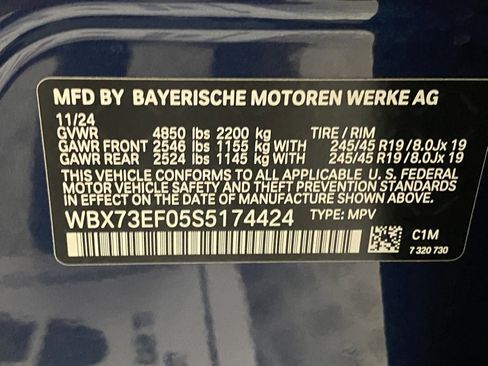 MFD BY BAYERISCHE MOTOREN WERKE AG
11/24
GVWR 4850 lbs 2200 kg TIRE / RIM
GAWR FRONT 2546 lbs 1155 kg WITH 245/45 R19 / 8.0Jx 19
GAWR REAR 2524 lbs 1145 kg WITH 245/45 R19 / 8.0Jx 19
THIS VEHICLE CONFORMS TO ALL APPLICABLE U. S. FEDERAL
MOTOR VEHICLE SAFETY AND THEFT PREVENTION STANDARDS
IN EFFECT ON THE DATE OF MANUFACTURE SHOWN ABOVE.
WBX73EF05S5174424 TYPE: MPV
C1M
7 320 730